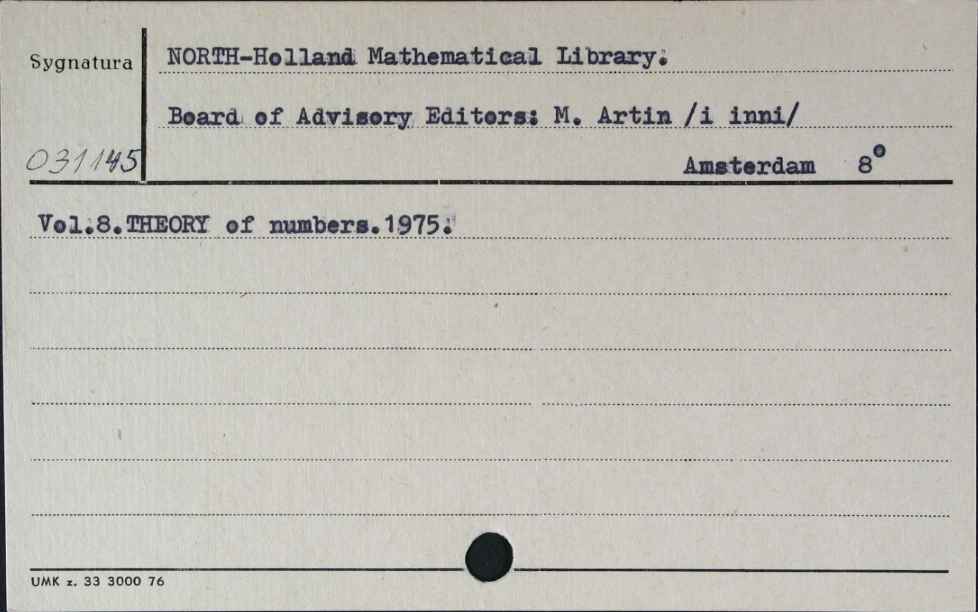 Sygnatura
NORTH-Holland Mathematical Library.
Board of Advisory Editors: M. Artin /i inni/
031145
Amsterdam 8°
Vol.8.THEORY of numbers.1975.
UMK z. 33 3000 76